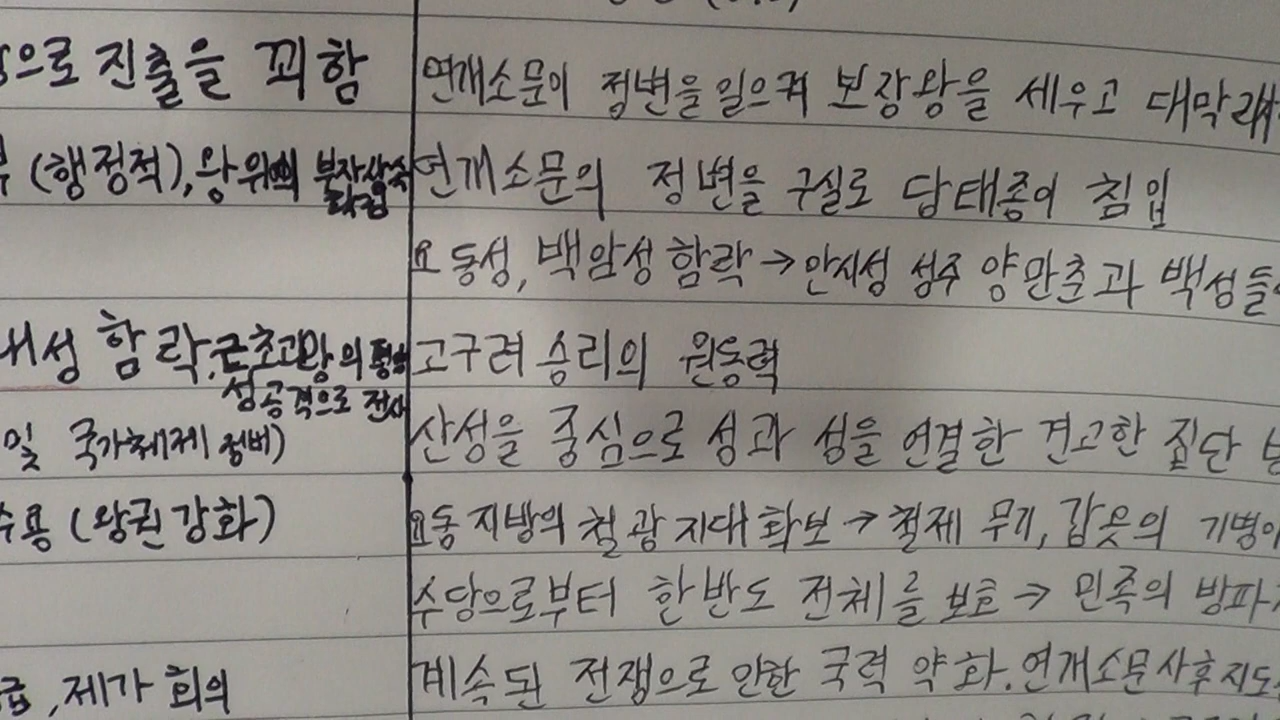 으로 진출을 꾀함
(행정적), 왕위의 부자상속
확립
내성 함락. 근초고왕의 평양
성공격으로 전사
및 국가체제 정비)
수용 (왕권 강화)
, 제가 회의
연개소문이 정변을 일으켜 보장왕을 세우고 대막리
연개소문의 정변을 구실로 당태종이 침입
요동성, 백암성 함락 → 안시성 성주 양만춘과 백성들
고구려 승리의 원동력
산성을 중심으로 성과 성을 연결한 견고한 집단
요동 지방의 철광 지대 확보 → 철제 무기, 갑옷의 기병이
수당으로부터 한반도 전체를 보호 → 민족의 방파
계속된 전쟁으로 인한 국력 약화. 연개소문 사후 지도